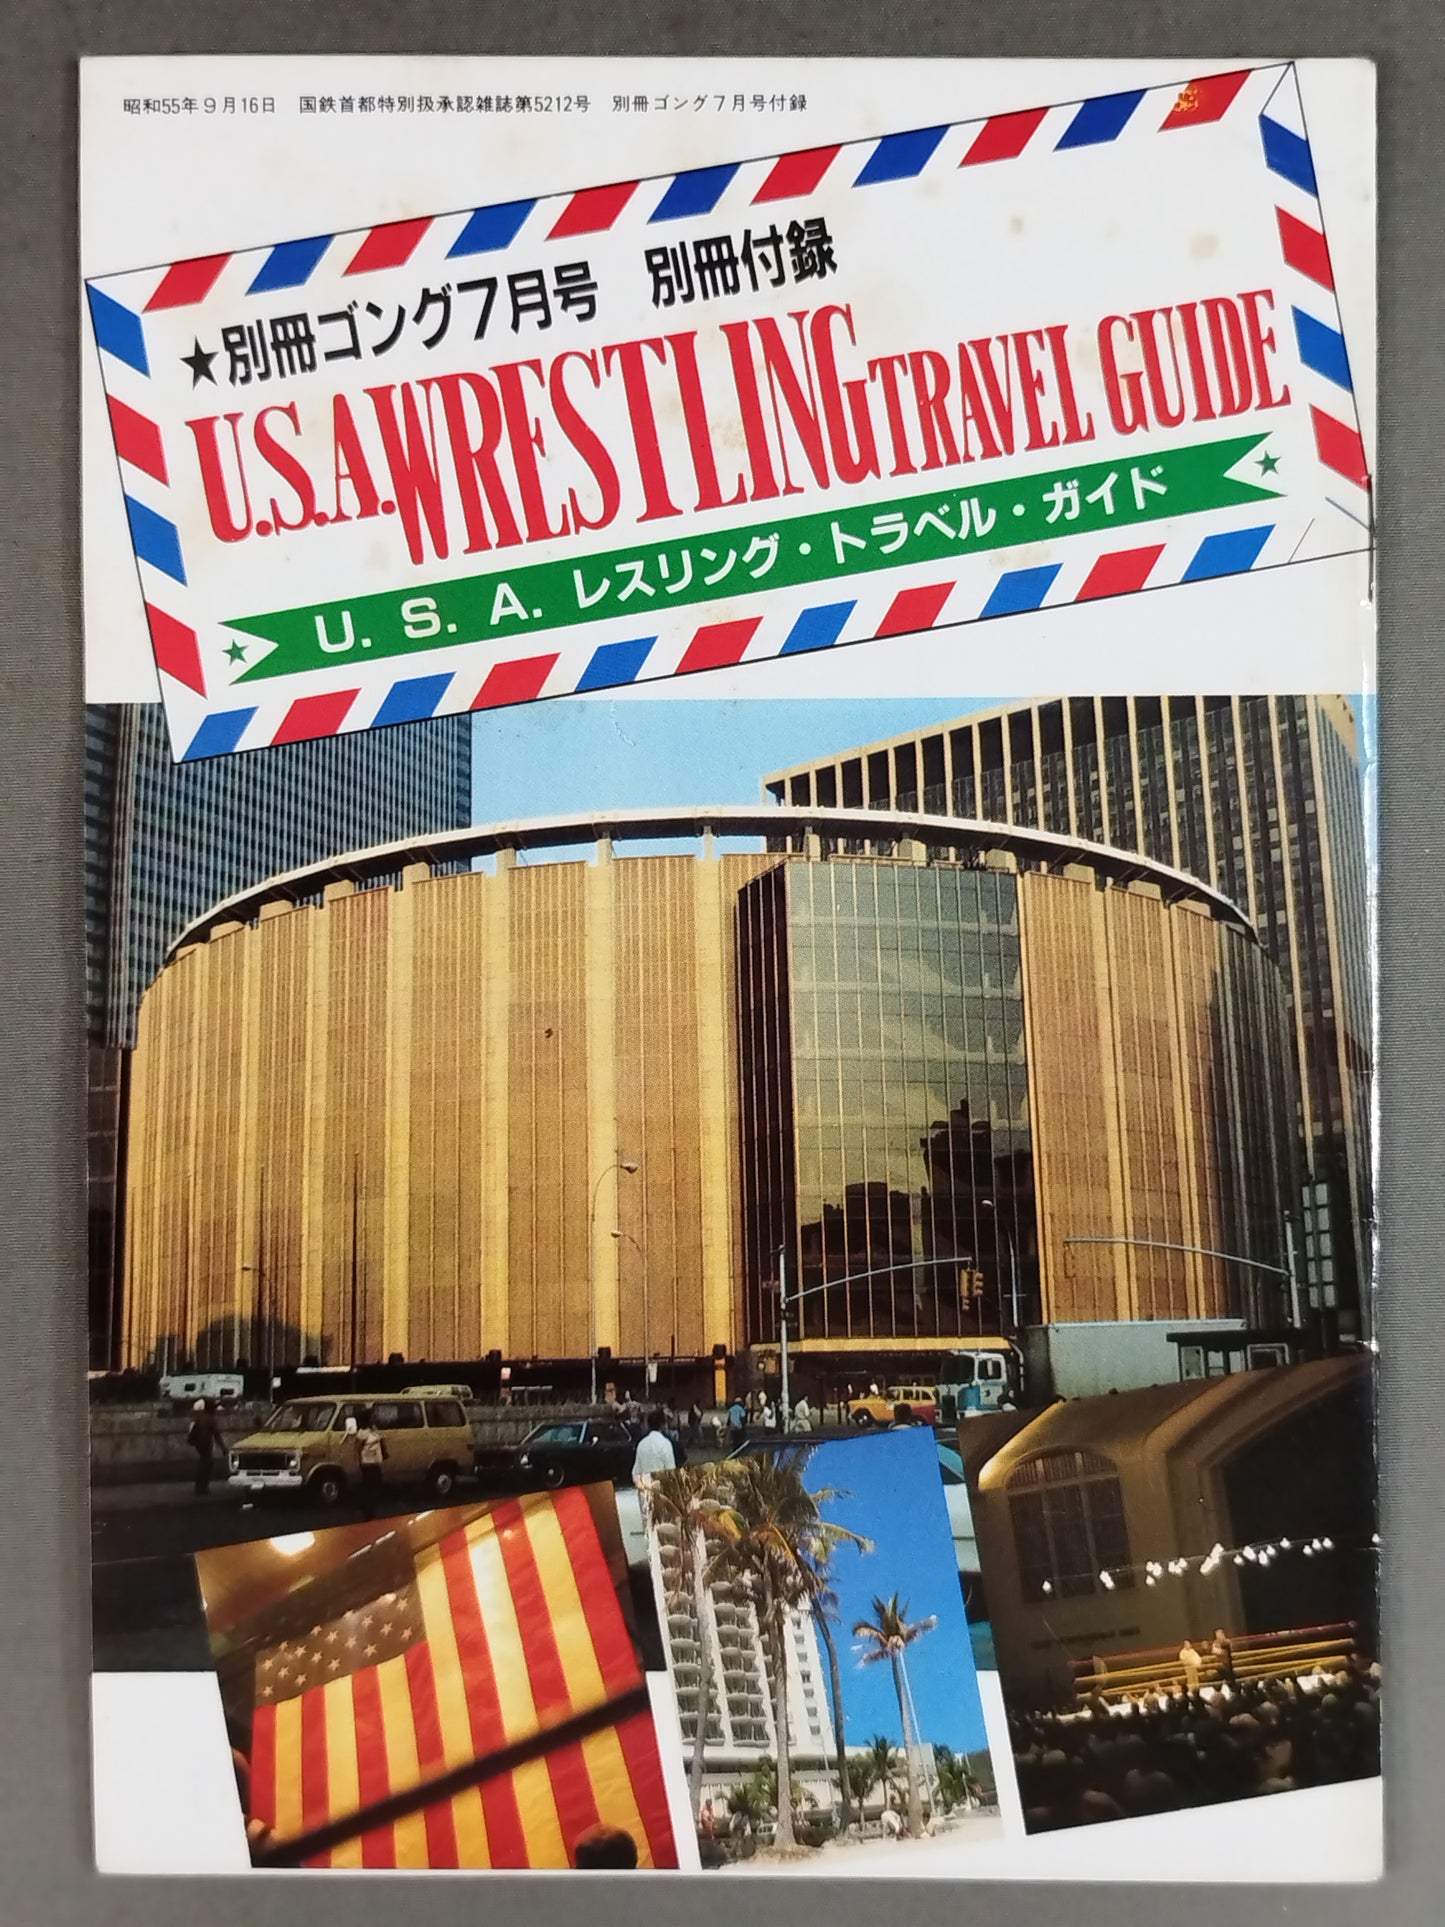 昭和55年9月16日　国鉄首都特別扱承認雑誌第5212号　別冊ゴング7月号付録
★別冊ゴング7月号　別冊付録
U.S.A.WRESTLING TRAVEL GUIDE
U. S. A. レスリング・トラベル・ガイド